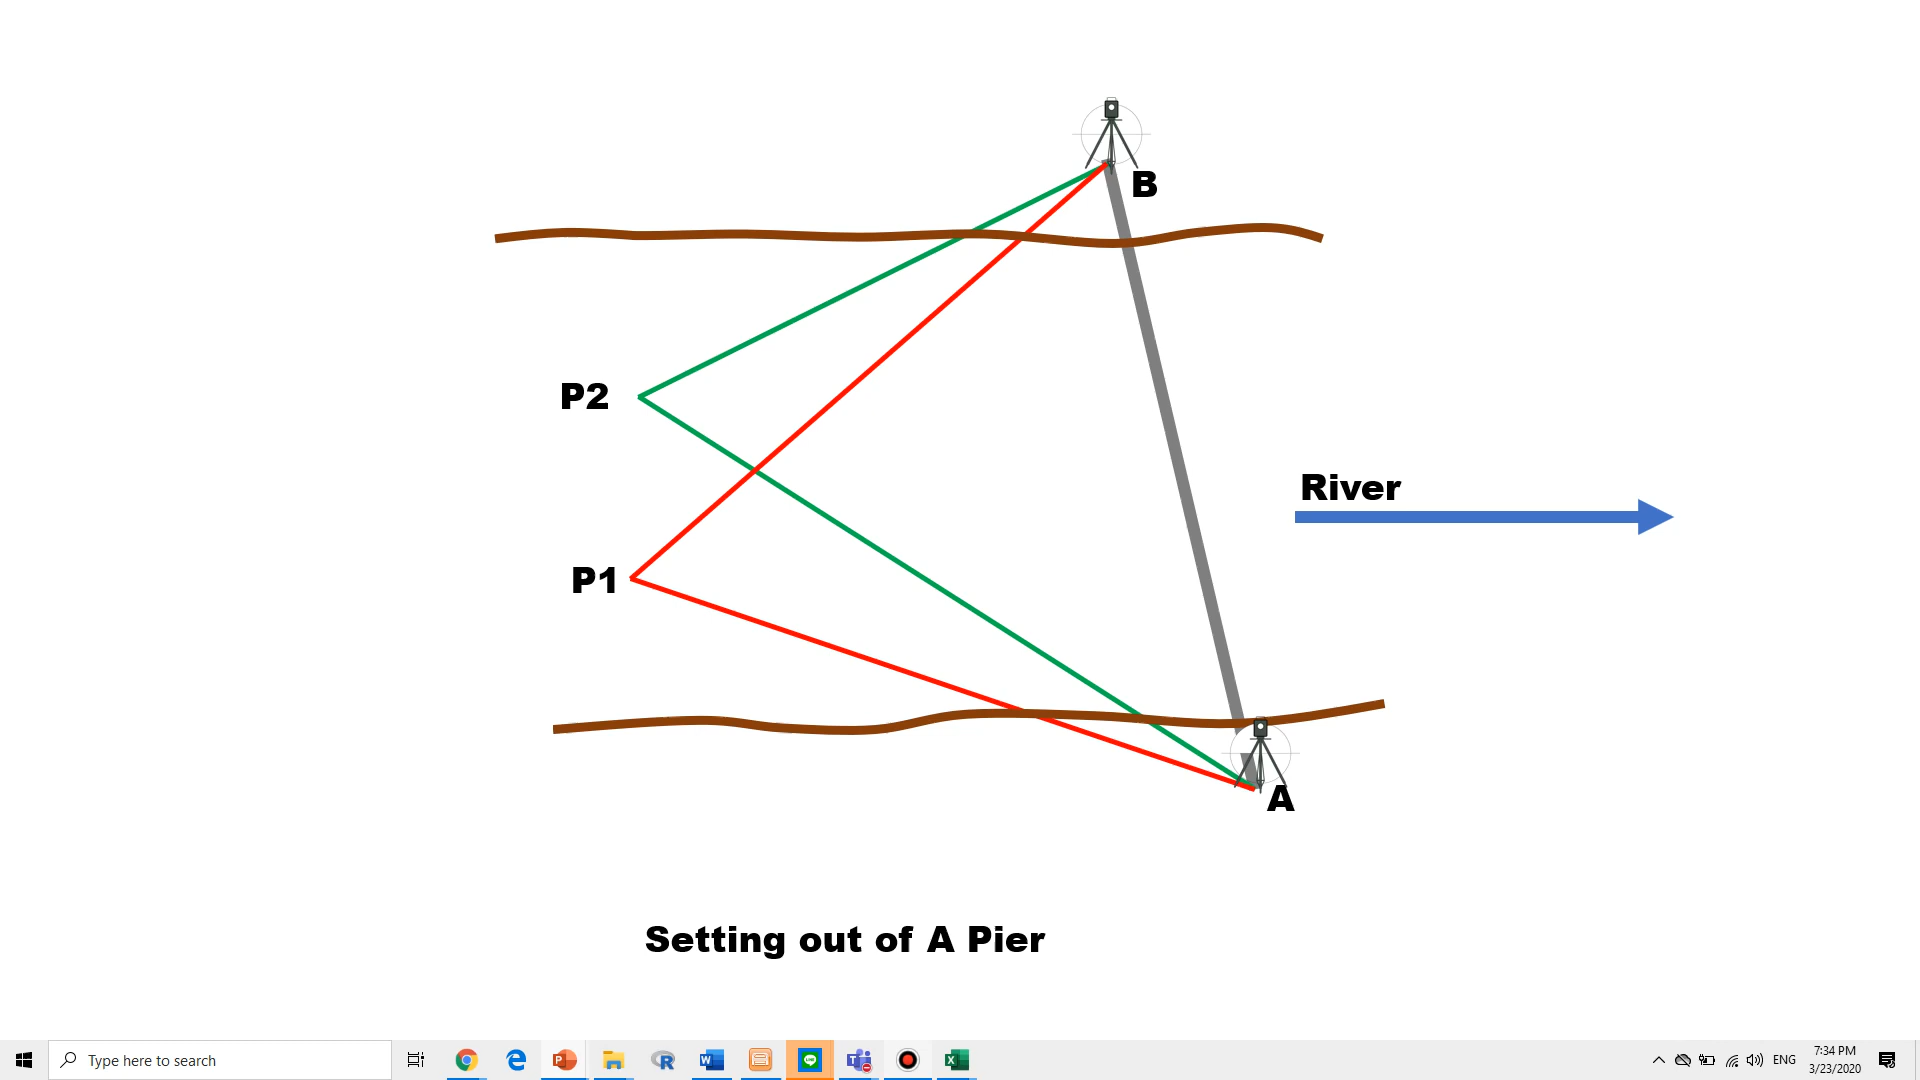 B
P2
River
P1
A
Setting out of A Pier
Type here to search
ENG
7:34 PM
3/23/2020